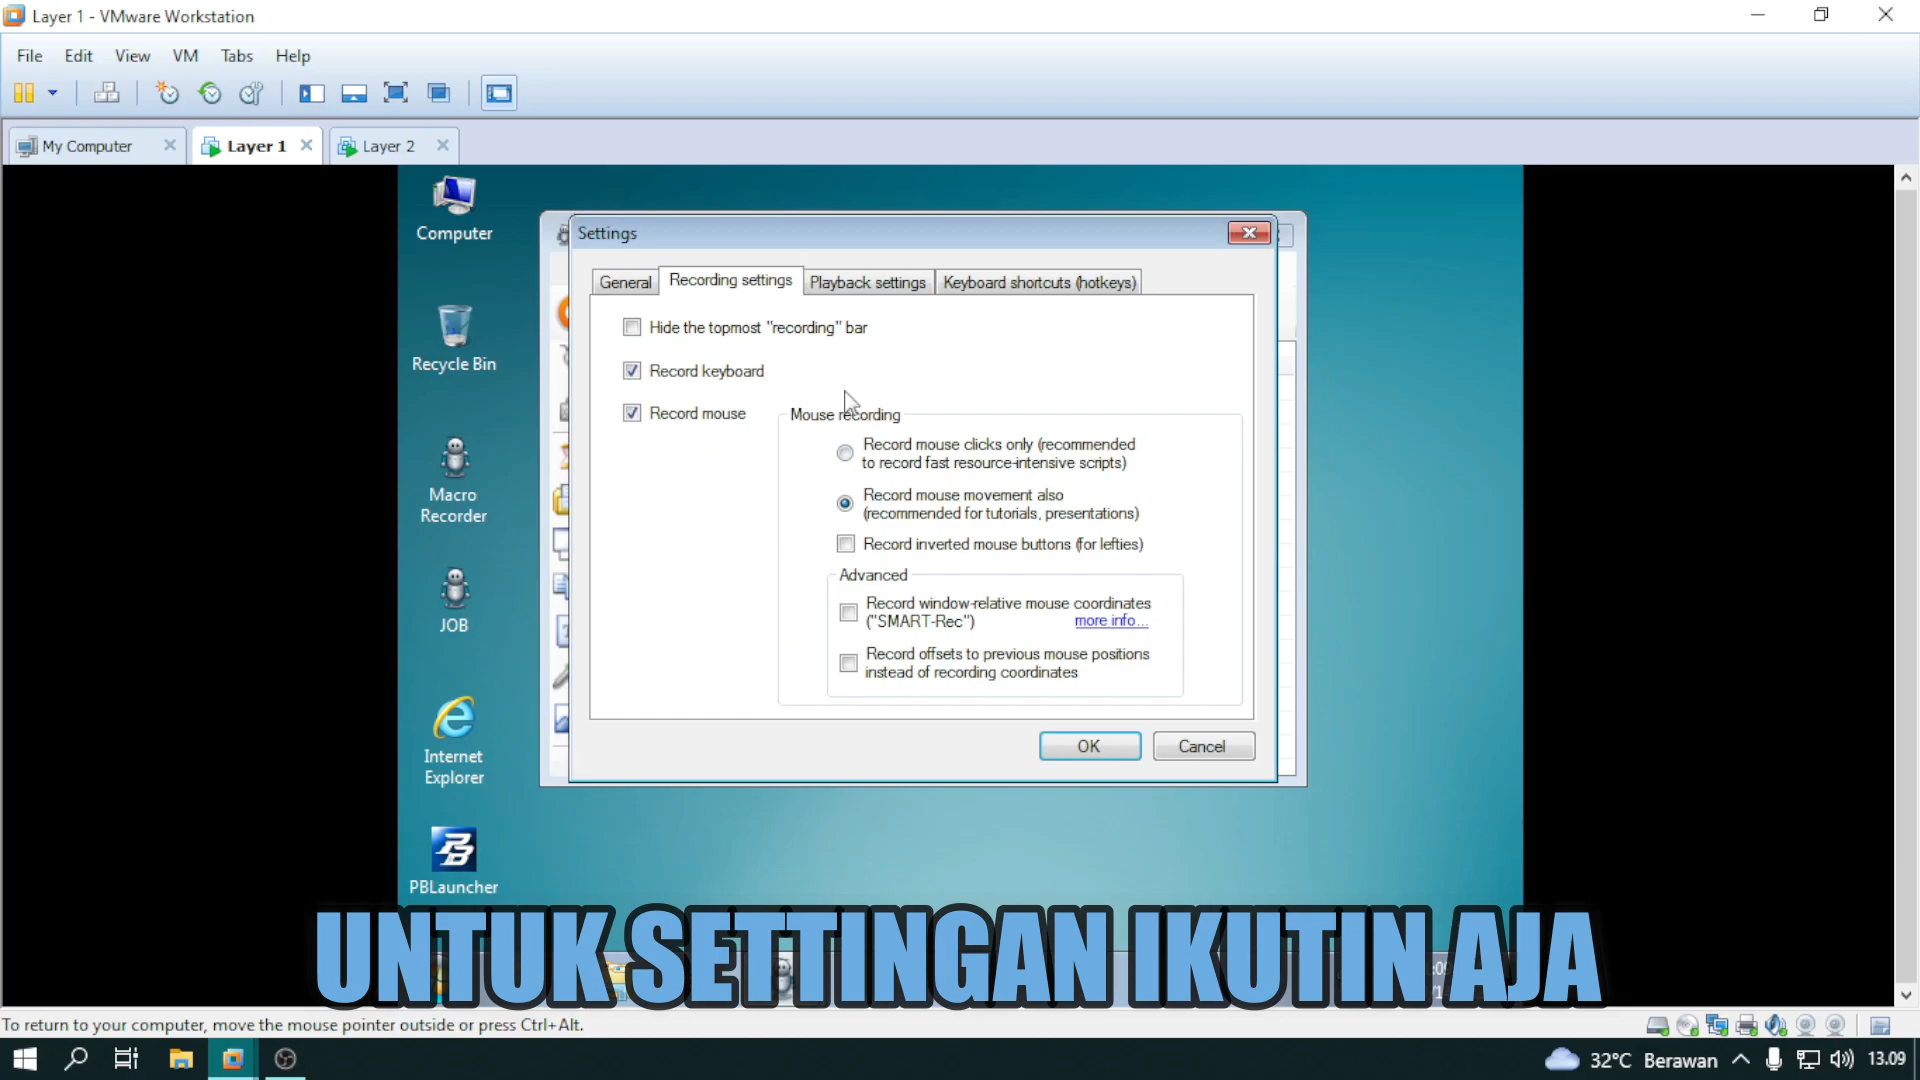 Layer 1 - VMware Workstation
File Edit View VM Tabs Help
My Computer Layer 1 Layer 2
Computer
Recycle Bin
Macro
Recorder
JOB
Internet
Explorer
PBLauncher
Settings
General Recording settings Playback settings Keyboard shortcuts (hotkeys)
Hide the topmost "recording" bar
Record keyboard
Record mouse
Mouse recording
Record mouse clicks only (recommended
to record fast resource-intensive scripts)
Record mouse movement also
(recommended for tutorials, presentations)
Record inverted mouse buttons (for lefties)
Advanced
Record window-relative mouse coordinates
("SMART-Rec") more info...
Record offsets to previous mouse positions
instead of recording coordinates
OK Cancel
UNTUK SETTINGAN IKUTIN AJA
To return to your computer, move the mouse pointer outside or press Ctrl+Alt.
32°C Berawan 13.09